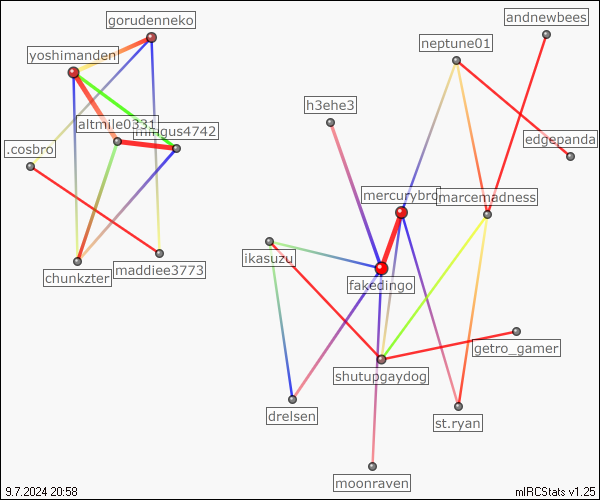 gorudenneko
andnewbees
neptune01
yoshimanden
h3ehe3
altmile0331
mingus4742
edgepanda
.cosbro
mercurybro
marcemadness
ikasuzu
maddiee3773
chunkzter
fakedingo
getro_gamer
shutupgaydog
drelsen
st.ryan
moonraven
9.7.2024 20:58
mIRCStats v1.25